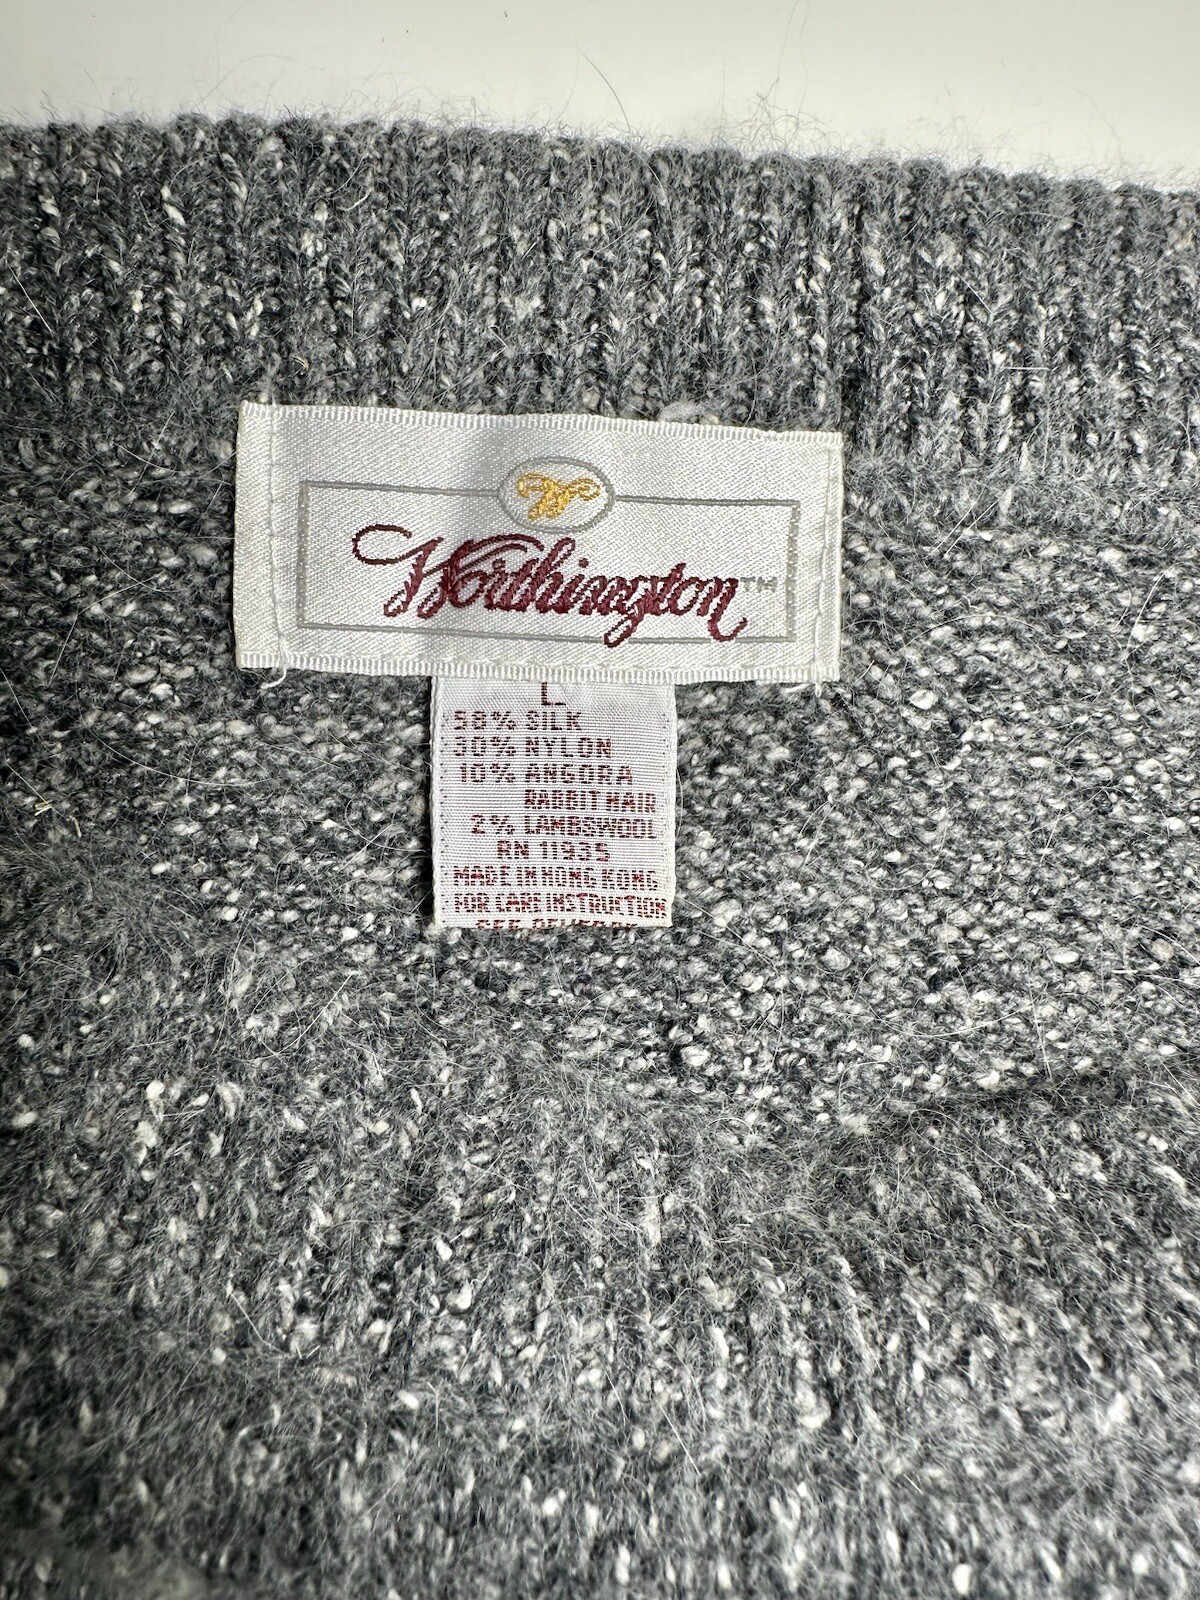 W
Worthington™
L
58% SILK
30% NYLON
10% ANGORA
RABBIT HAIR
2% LAMBSWOOL
RN 11935
MADE IN HONG KONG
FOR CARE INSTRUCTION
SEE